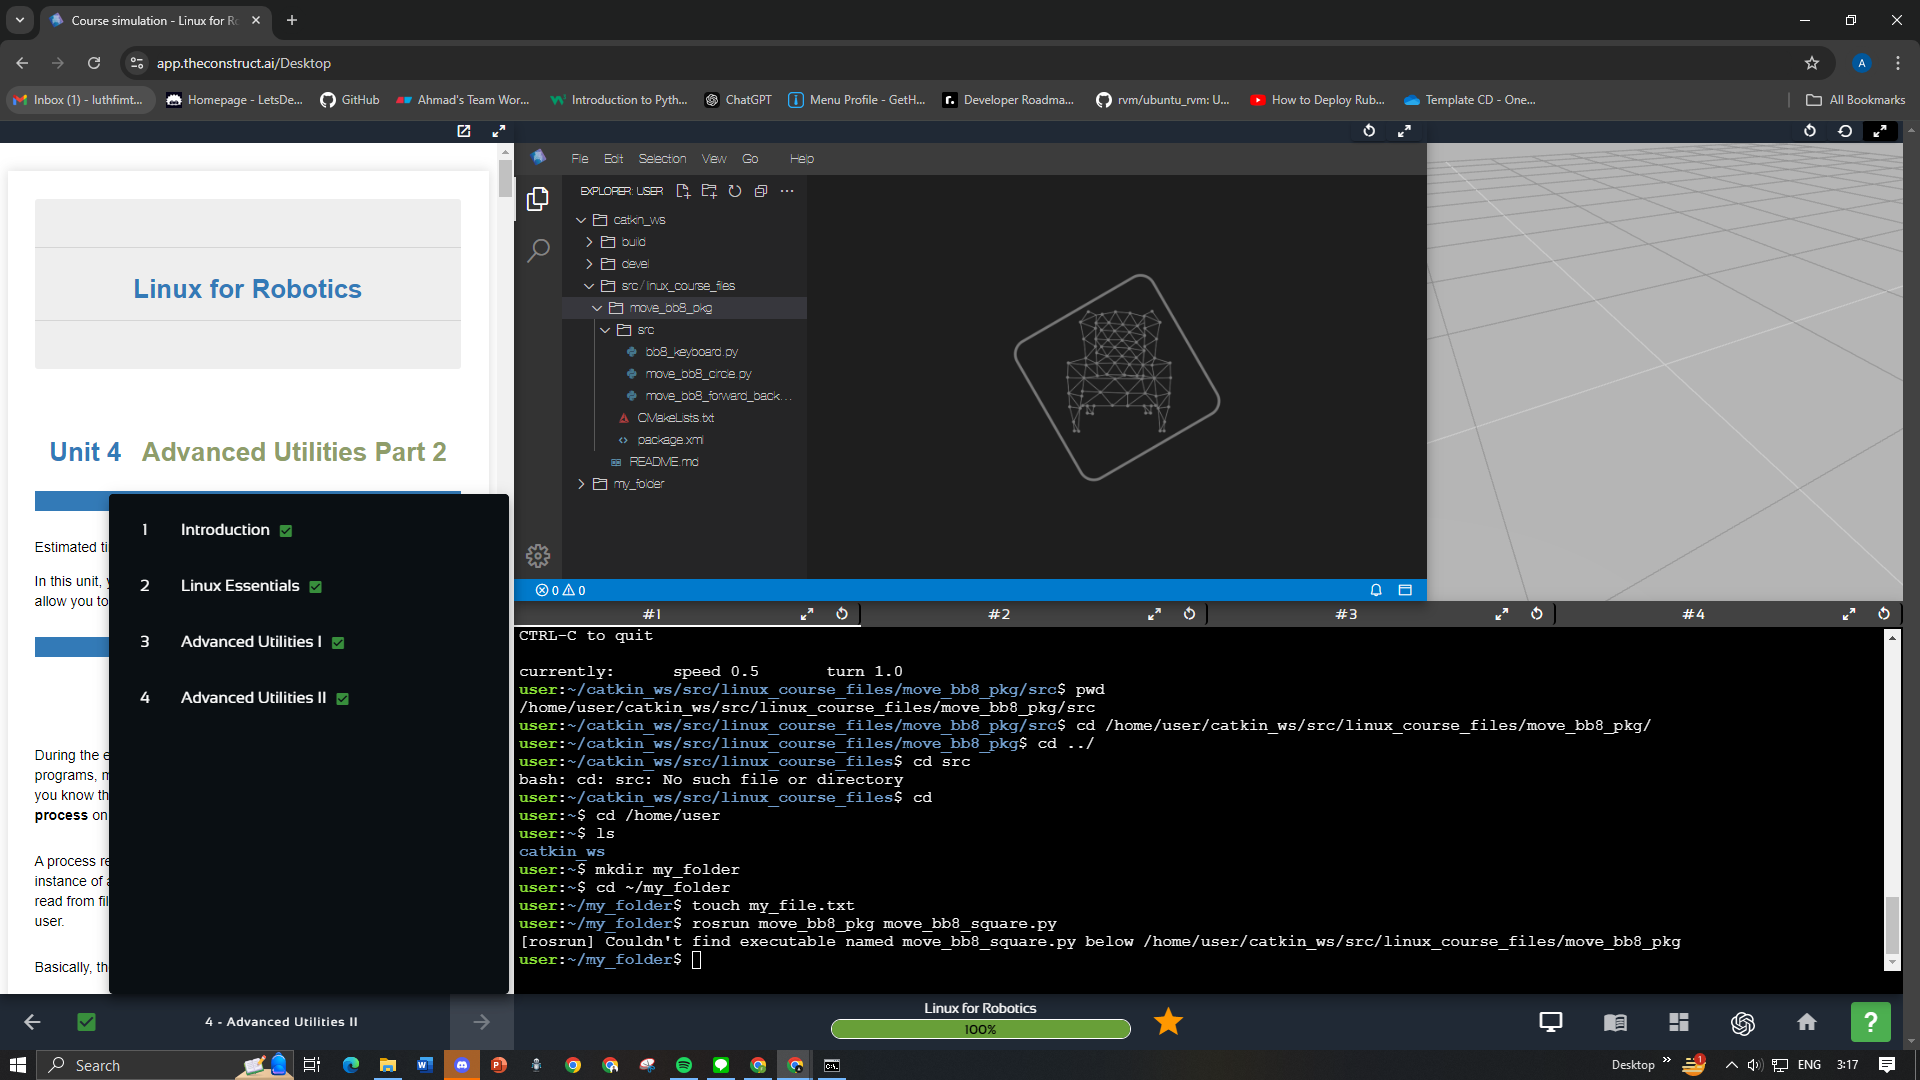 Course simulation - Linux for Ro
app.theconstruct.ai/Desktop
A
Inbox (1) - luthfimt...
Homepage - LetsDe...
GitHub
Ahmad's Team Wor...
Introduction to Pyth...
ChatGPT
Menu Profile - GetH...
Developer Roadma...
rvm/ubuntu_rvm: U...
How to Deploy Rub...
Template CD - One...
All Bookmarks
Linux for Robotics
Unit 4 Advanced Utilities Part 2
Estimated ti
In this unit, y
allow you to
During the e
programs, m
you know th
process on
A process re
instance of a
read from fil
user.
Basically, th
1 Introduction
2 Linux Essentials
3 Advanced Utilities I
4 Advanced Utilities II
File Edit Selection View Go Help
EXPLORER: USER
catkin_ws
build
devel
src / linux_course_files
move_bb8_pkg
src
bb8_keyboard.py
move_bb8_circle.py
move_bb8_forward_back...
CMakeLists.txt
package.xml
README.md
my_folder
0 0
#1 #2 #3 #4
CTRL-C to quit
currently: speed 0.5 turn 1.0
user:~/catkin_ws/src/linux_course_files/move_bb8_pkg/src$ pwd
/home/user/catkin_ws/src/linux_course_files/move_bb8_pkg/src
user:~/catkin_ws/src/linux_course_files/move_bb8_pkg/src$ cd /home/user/catkin_ws/src/linux_course_files/move_bb8_pkg/
user:~/catkin_ws/src/linux_course_files/move_bb8_pkg$ cd ../
user:~/catkin_ws/src/linux_course_files$ cd src
bash: cd: src: No such file or directory
user:~/catkin_ws/src/linux_course_files$ cd
user:~$ cd /home/user
user:~$ ls
catkin_ws
user:~$ mkdir my_folder
user:~$ cd ~/my_folder
user:~/my_folder$ touch my_file.txt
user:~/my_folder$ rosrun move_bb8_pkg move_bb8_square.py
[rosrun] Couldn't find executable named move_bb8_square.py below /home/user/catkin_ws/src/linux_course_files/move_bb8_pkg
user:~/my_folder$
4 - Advanced Utilities II
Linux for Robotics
100%
?
Search
Desktop
1
ENG
3:17